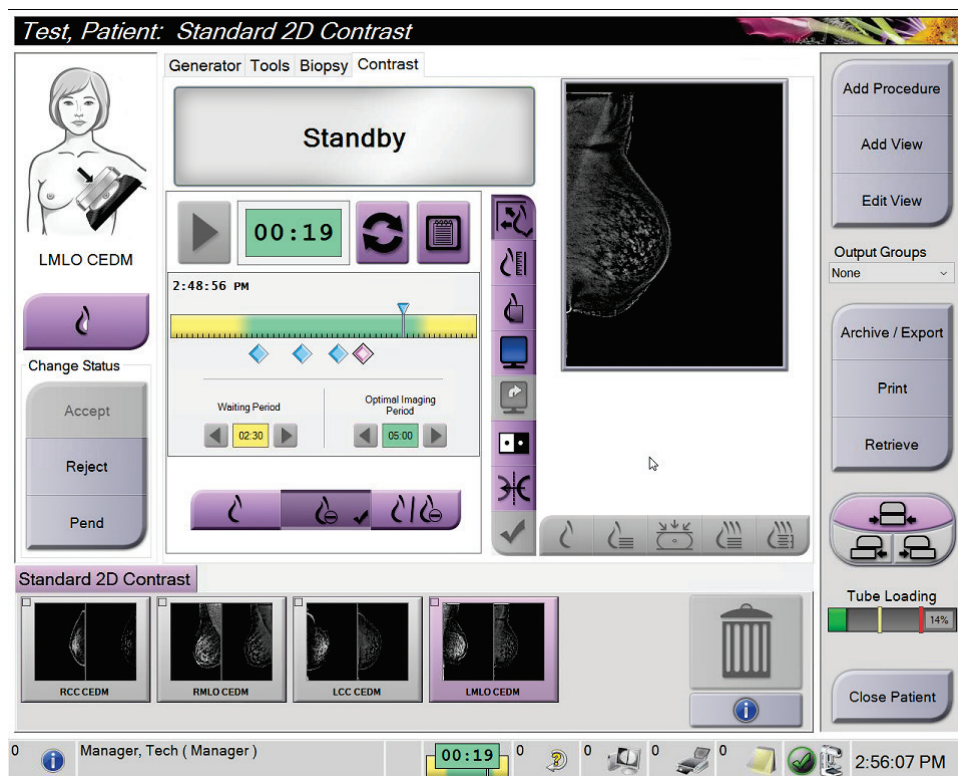 Test, Patient: Standard 2D Contrast
Generator Tools Biopsy Contrast
Standby
00:19
LMLO CEDM
2:48:56 PM
Change Status
Accept
Reject
Pend
Waiting Period
Optimal Imaging
Period
02:30
05:00
Add Procedure
Add View
Edit View
Output Groups
None
Archive / Export
Print
Retrieve
Tube Loading
14%
Close Patient
Standard 2D Contrast
RCC CEDM
RMLO CEDM
LCC CEDM
LMLO CEDM
0
Manager, Tech ( Manager )
00:19
0
0
0
0
2:56:07 PM